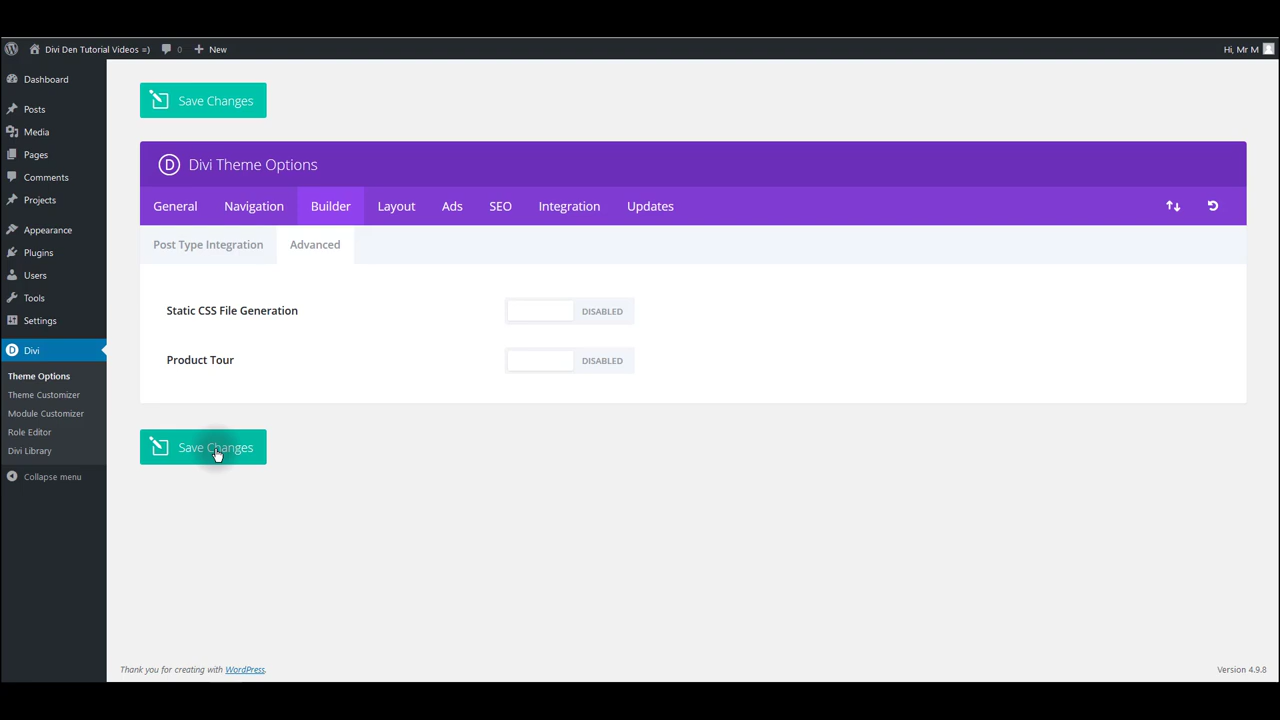 Divi Den Tutorial Videos =) 0 New Hi, Mr M
Dashboard
Posts
Media
Pages
Comments
Projects
Appearance
Plugins
Users
Tools
Settings
Divi
Theme Options
Theme Customizer
Module Customizer
Role Editor
Divi Library
Collapse menu
Save Changes
D Divi Theme Options
General Navigation Builder Layout Ads SEO Integration Updates
Post Type Integration Advanced
Static CSS File Generation DISABLED
Product Tour DISABLED
Save Changes
Thank you for creating with WordPress. Version 4.9.8